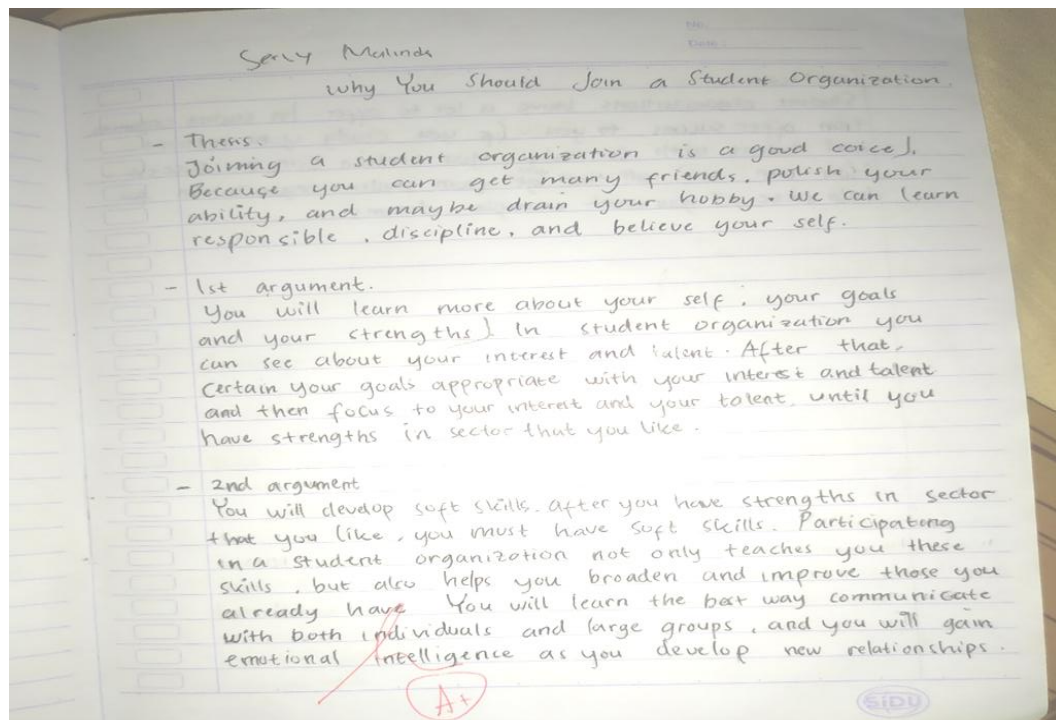 No:
Date:
Serly Malinda
Why You Should Join a Student Organization.
- Thesis.
Joining a student organization is a good coice).
Because you can get many friends, polish your
ability, and maybe drain your hobby. We can learn
responsible, discipline, and believe your self.
- 1st argument.
You will learn more about your self, your goals
and your strengths) In student organization you
can see about your interest and talent. After that,
certain your goals appropriate with your interest and talent
and then focus to your interest and your talent until you
have strengths in sector that you like.
- 2nd argument
You will develop soft skills. after you have strengths in sector
that you like, you must have soft skills. Participating
in a student organization not only teaches you these
skills, but also helps you broaden and improve those you
already have You will learn the best way communicate
with both individuals and large groups, and you will gain
emotional intelligence as you develop new relationships.
A+
SIDU